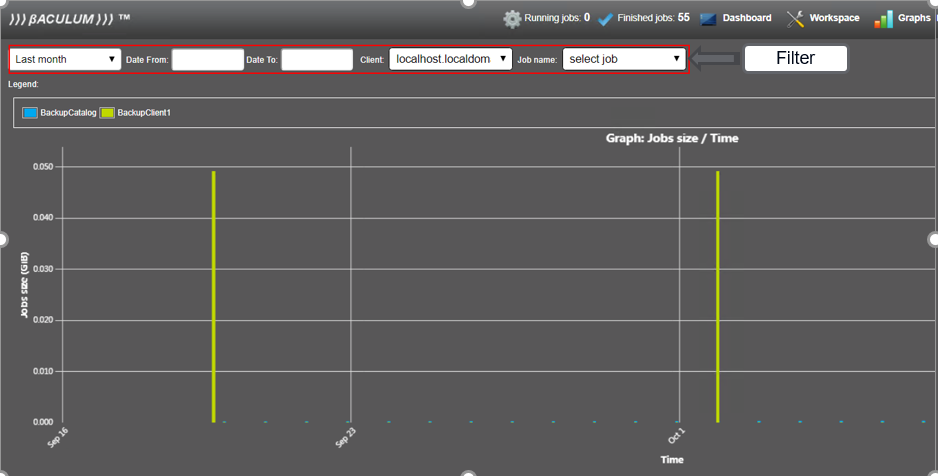 ))) βACULUM ))) ™ Running jobs: 0 Finished jobs: 55 Dashboard Workspace Graphs
Last month Date From: Date To: Client: localhost.localdom Job name: select job Filter
Legend:
BackupCatalog BackupClient1
Graph: Jobs size / Time
0.050
0.040
0.030
0.020
0.010
0.000
Jobs size (GiB)
Sep 16 Sep 23 Oct 1
Time